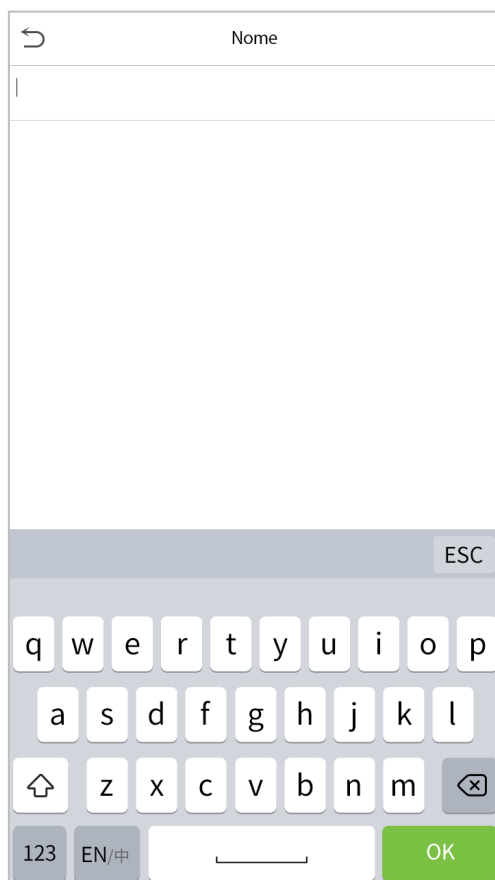 Nome
ESC
q w e r t y u i o p
a s d f g h j k l
z x c v b n m
123 EN/中 OK